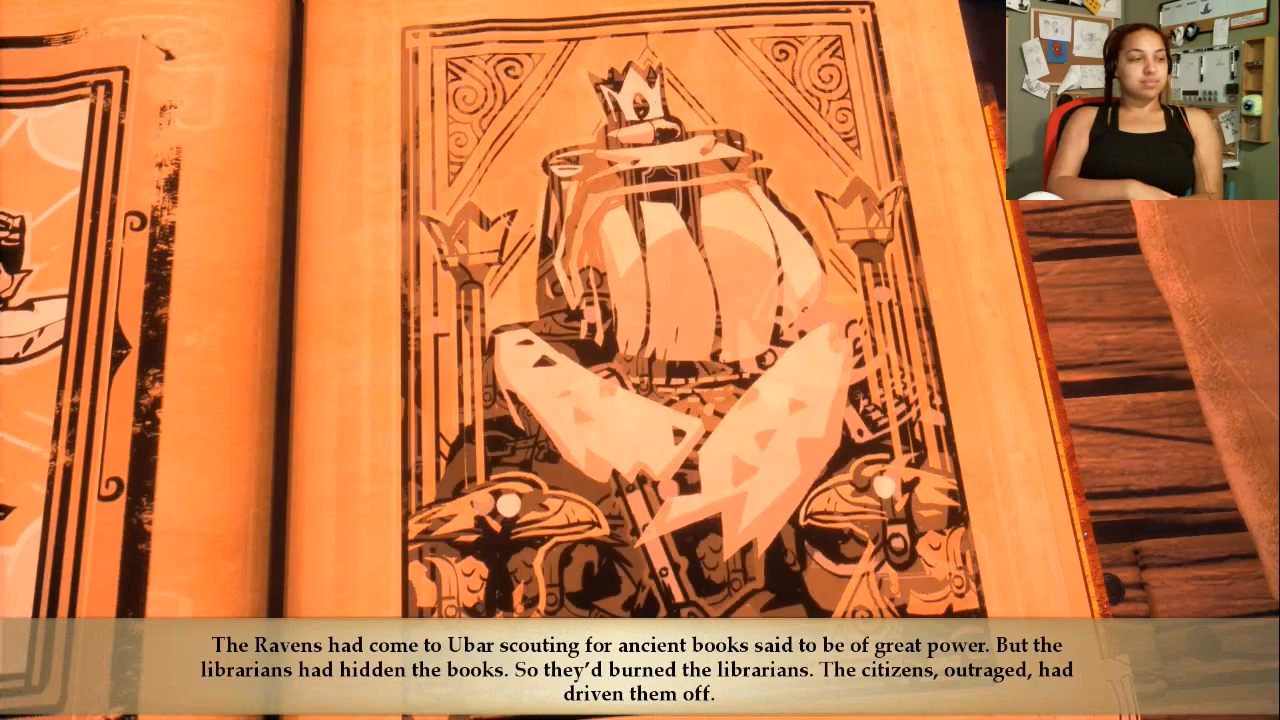 The Ravens had come to Ubar scouting for ancient books said to be of great power. But the
librarians had hidden the books. So they’d burned the librarians. The citizens, outraged, had
driven them off.